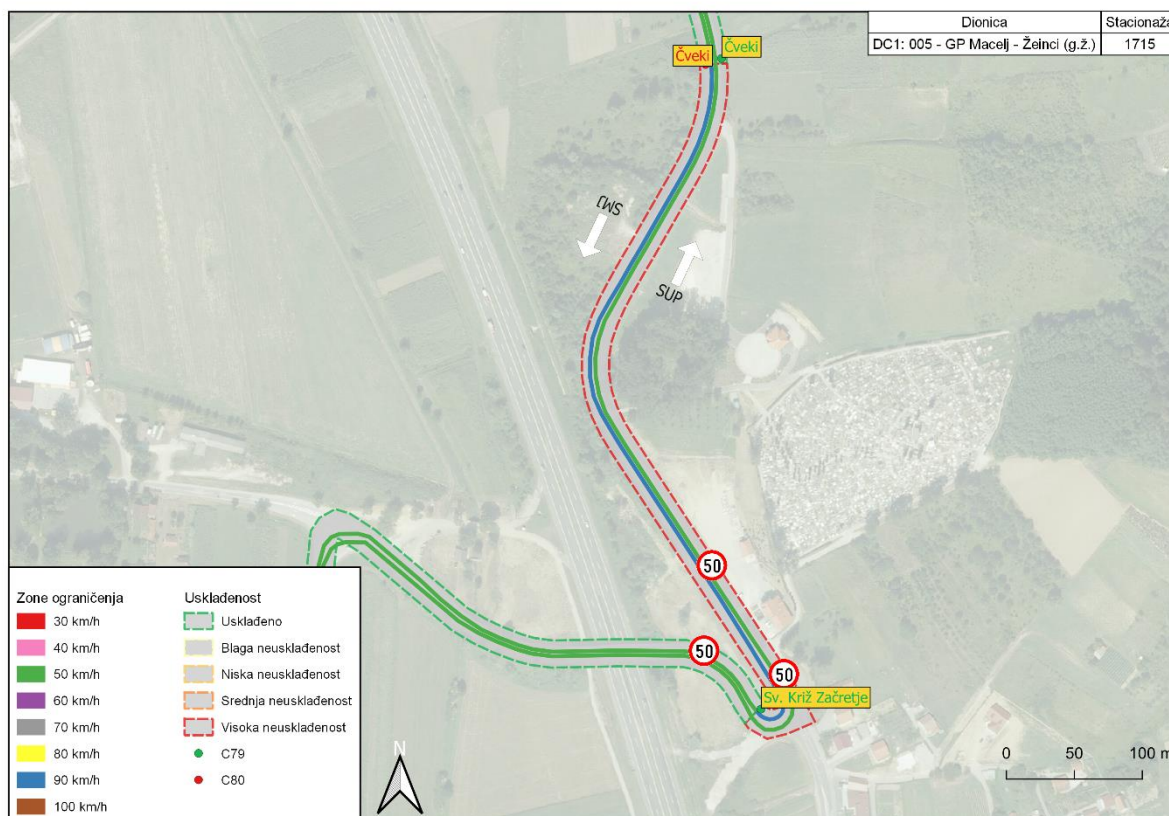 Dionica
Stacionaža
DC1: 005 - GP Macelj - Žeinci (g.ž.)
1715
Čveki
Čveki
SMJ
SUP
50
50
50
Sv. Križ Začretje
Zone ograničenja
30 km/h
40 km/h
50 km/h
60 km/h
70 km/h
80 km/h
90 km/h
100 km/h
Usklađenost
Usklađeno
Blaga neusklađenost
Niska neusklađenost
Srednja neusklađenost
Visoka neusklađenost
C79
C80
N
0 50 100 m